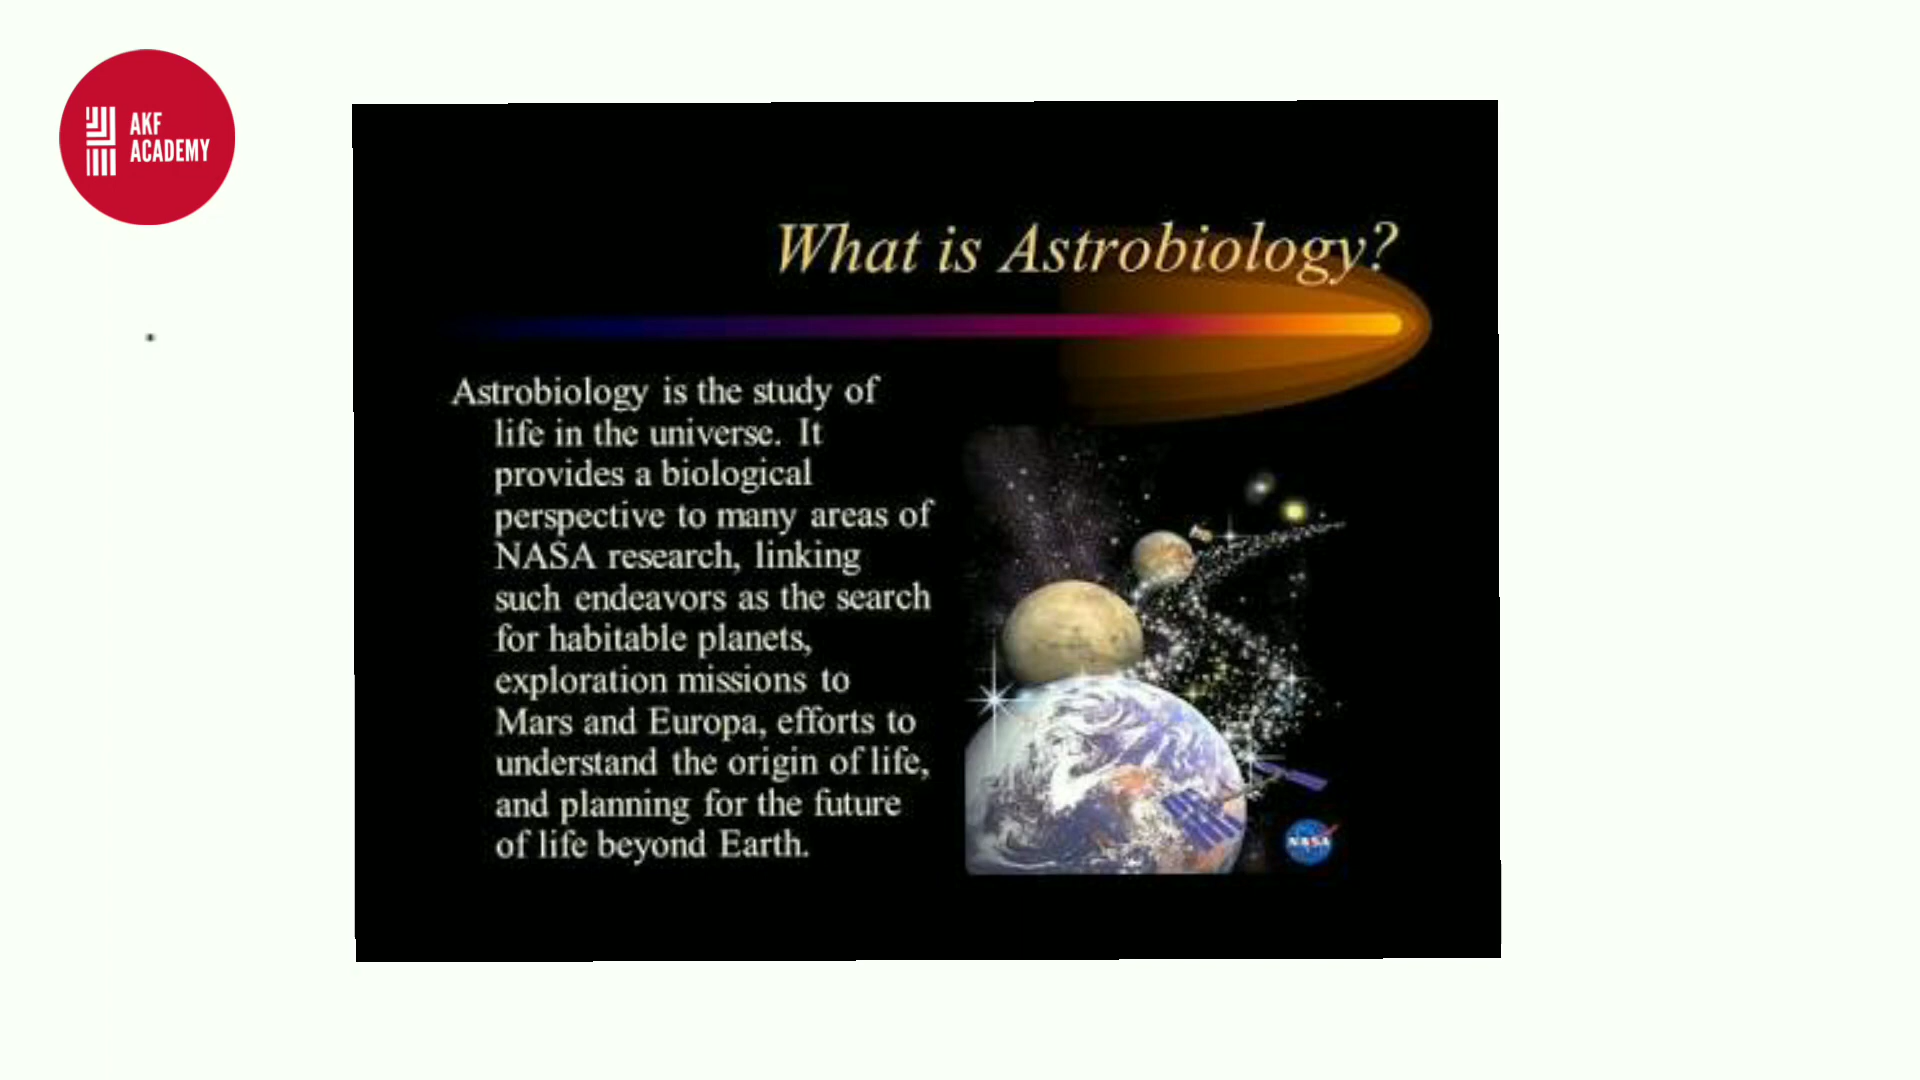 AKF
ACADEMY
What is Astrobiology?
Astrobiology is the study of
life in the universe. It
provides a biological
perspective to many areas of
NASA research, linking
such endeavors as the search
for habitable planets,
exploration missions to
Mars and Europa, efforts to
understand the origin of life,
and planning for the future
of life beyond Earth.
NASA